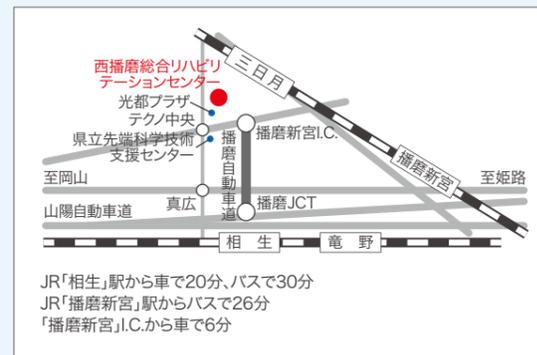 三日月
西播磨総合リハビリ
テーションセンター
光都プラザ
テクノ中央
播磨新宮I.C.
県立先端科学技術
支援センター
播磨自動車道
播磨新宮
至岡山
至姫路
真広
播磨JCT
山陽自動車道
相生
竜野
JR「相生」駅から車で20分、バスで30分
JR「播磨新宮」駅からバスで26分
「播磨新宮」I.C.から車で6分